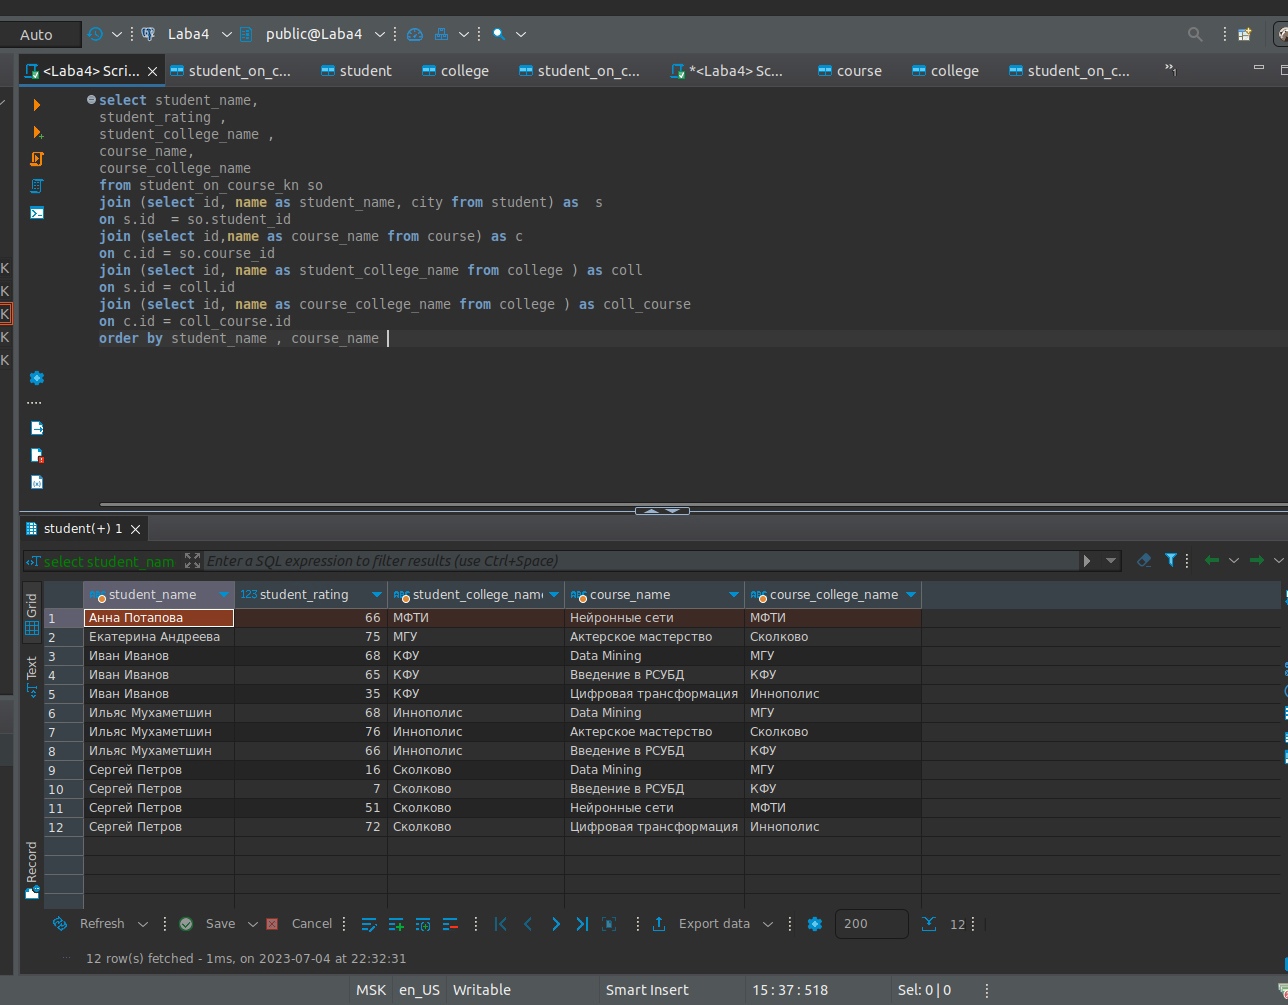 Auto Laba4 public@Laba4
<Laba4> Scri... student_on_c... student college student_on_c... *<Laba4> Sc... course college student_on_c... »1
select student_name,
student_rating ,
student_college_name ,
course_name,
course_college_name
from student_on_course_kn so
join (select id, name as student_name, city from student) as  s
on s.id  = so.student_id
join (select id,name as course_name from course) as c
on c.id = so.course_id
join (select id, name as student_college_name from college ) as coll
on s.id = coll.id
join (select id, name as course_college_name from college ) as coll_course
on c.id = coll_course.id
order by student_name , course_name
K
K
K
K
K
student(+) 1
select student_nam Enter a SQL expression to filter results (use Ctrl+Space)
Grid
Text
Record
student_name 123 student_rating student_college_name course_name course_college_name
1 Анна Потапова 66 МФТИ Нейронные сети МФТИ
2 Екатерина Андреева 75 МГУ Актерское мастерство Сколково
3 Иван Иванов 68 КФУ Data Mining МГУ
4 Иван Иванов 65 КФУ Введение в РСУБД КФУ
5 Иван Иванов 35 КФУ Цифровая трансформация Иннополис
6 Ильяс Мухаметшин 68 Иннополис Data Mining МГУ
7 Ильяс Мухаметшин 76 Иннополис Актерское мастерство Сколково
8 Ильяс Мухаметшин 66 Иннополис Введение в РСУБД КФУ
9 Сергей Петров 16 Сколково Data Mining МГУ
10 Сергей Петров 7 Сколково Введение в РСУБД КФУ
11 Сергей Петров 51 Сколково Нейронные сети МФТИ
12 Сергей Петров 72 Сколково Цифровая трансформация Иннополис
Refresh Save Cancel Export data 200 12
12 row(s) fetched - 1ms, on 2023-07-04 at 22:32:31
MSK en_US Writable Smart Insert 15 : 37 : 518 Sel: 0 | 0